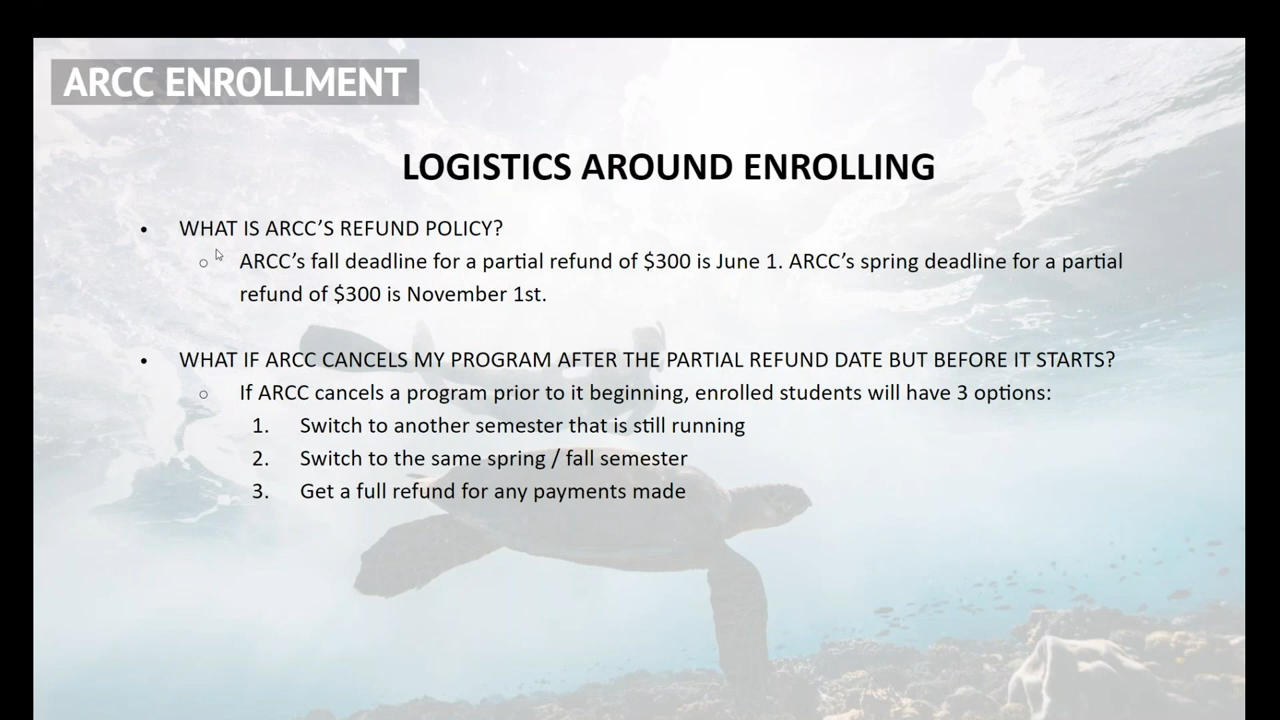 ARCC ENROLLMENT
LOGISTICS AROUND ENROLLING
• WHAT IS ARCC’S REFUND POLICY?
○ ARCC’s fall deadline for a partial refund of $300 is June 1. ARCC’s spring deadline for a partial
refund of $300 is November 1st.
• WHAT IF ARCC CANCELS MY PROGRAM AFTER THE PARTIAL REFUND DATE BUT BEFORE IT STARTS?
○ If ARCC cancels a program prior to it beginning, enrolled students will have 3 options:
1. Switch to another semester that is still running
2. Switch to the same spring / fall semester
3. Get a full refund for any payments made